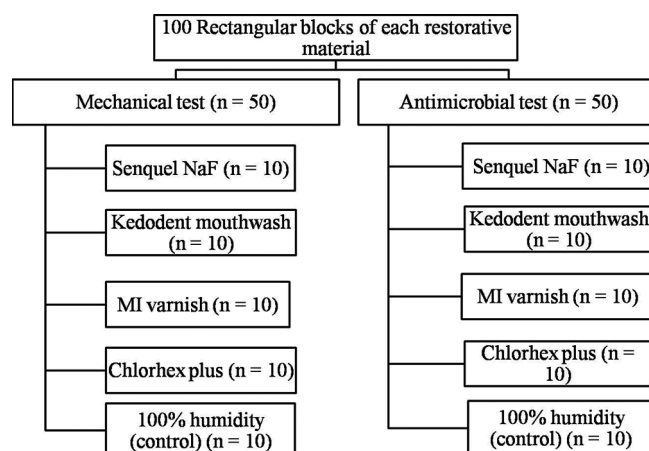 100 Rectangular blocks of each restorative
material
Mechanical test (n = 50)
Senquel NaF (n = 10)
Kedodent mouthwash
(n = 10)
MI varnish (n = 10)
Chlorhex plus (n = 10)
100% humidity
(control) (n = 10)
Antimicrobial test (n = 50)
Senquel NaF (n = 10)
Kedodent mouthwash
(n = 10)
MI varnish (n = 10)
Chlorhex plus (n =
10)
100% humidity
(control) (n = 10)